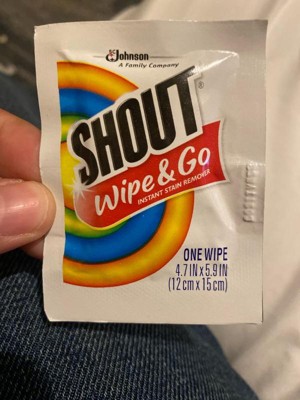 SC Johnson
A Family Company
SHOUT®
Wipe & Go
INSTANT STAIN REMOVER
ONE WIPE
4.7 IN x 5.9 IN
(12 cm x 15 cm)